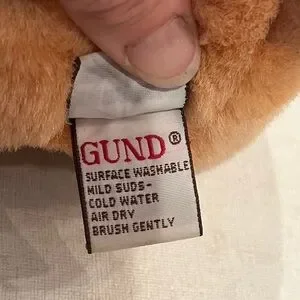 GUND®
SURFACE WASHABLE
MILD SUDS-
COLD WATER
AIR DRY
BRUSH GENTLY